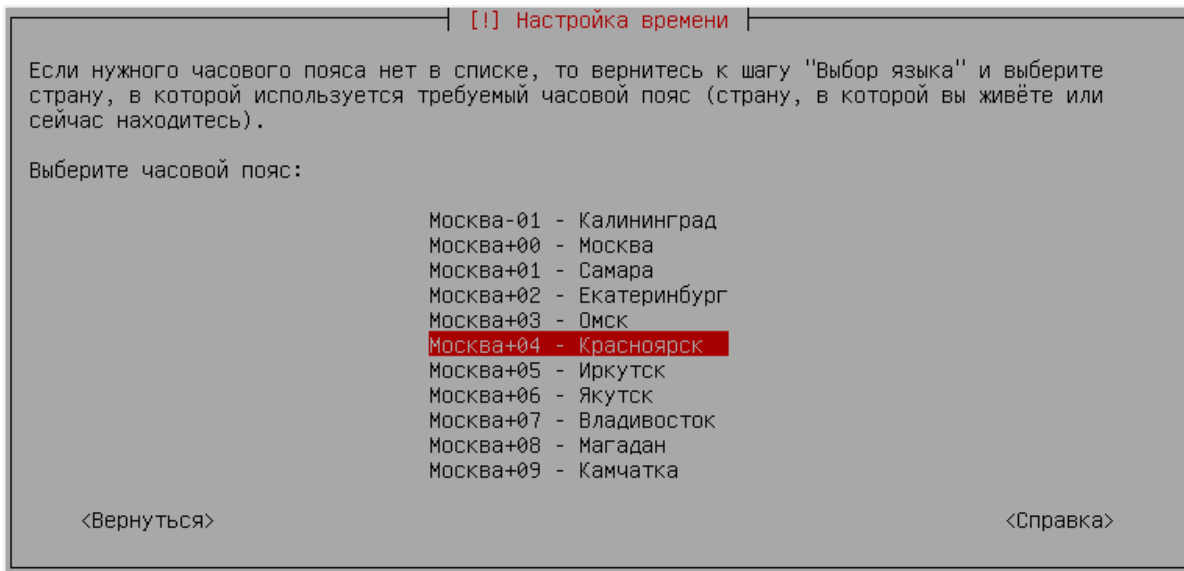 [!] Настройка времени
Если нужного часового пояса нет в списке, то вернитесь к шагу "Выбор языка" и выберите
страну, в которой используется требуемый часовой пояс (страну, в которой вы живёте или
сейчас находитесь).
Выберите часовой пояс:
Москва-01 - Калининград
Москва+00 - Москва
Москва+01 - Самара
Москва+02 - Екатеринбург
Москва+03 - Омск
Москва+04 - Красноярск
Москва+05 - Иркутск
Москва+06 - Якутск
Москва+07 - Владивосток
Москва+08 - Магадан
Москва+09 - Камчатка
<Вернуться> <Справка>